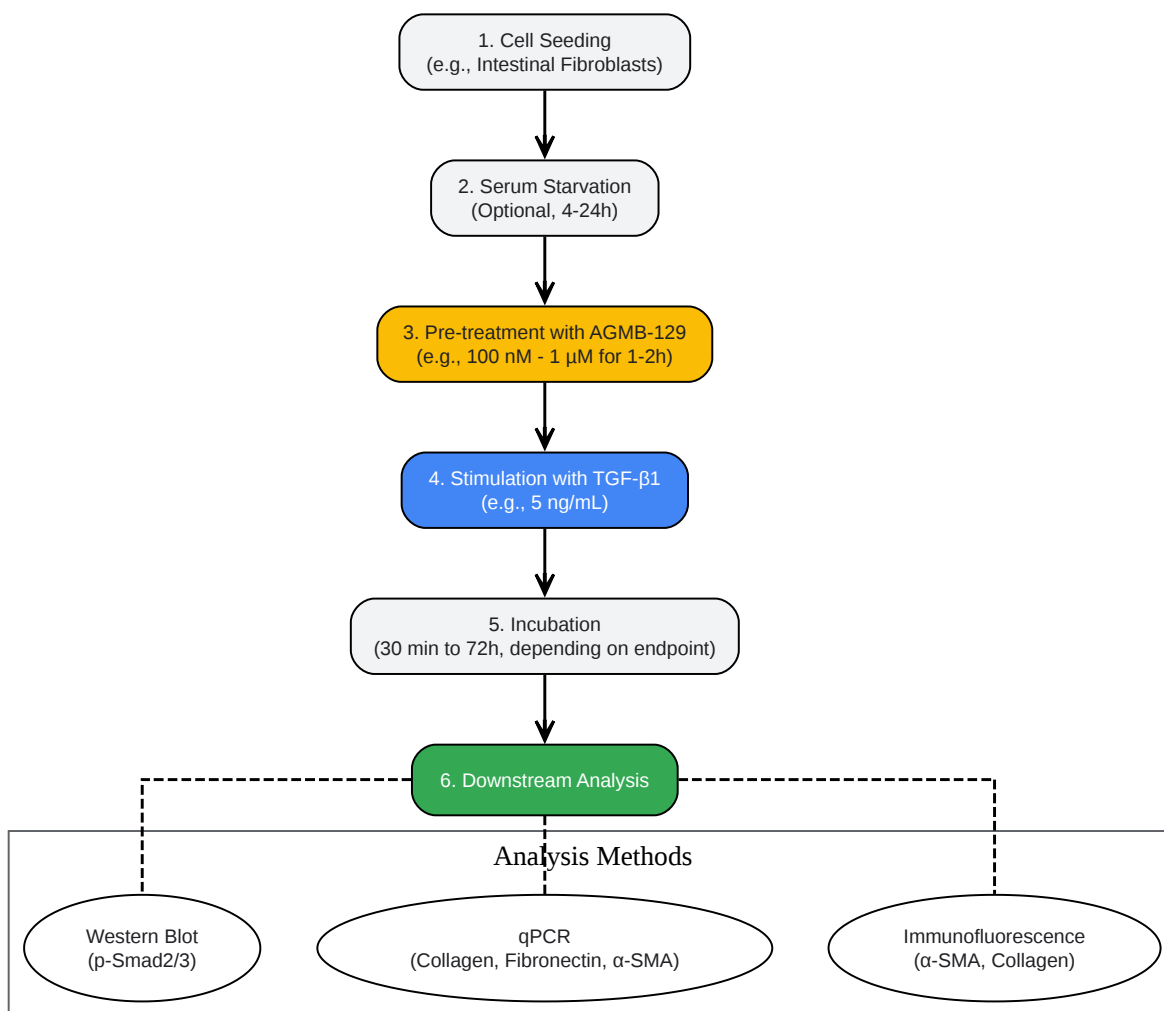 1. Cell Seeding
(e.g., Intestinal Fibroblasts)
2. Serum Starvation
(Optional, 4-24h)
3. Pre-treatment with AGMB-129
(e.g., 100 nM - 1 µM for 1-2h)
4. Stimulation with TGF-β1
(e.g., 5 ng/mL)
5. Incubation
(30 min to 72h, depending on endpoint)
6. Downstream Analysis
Analysis Methods
Western Blot
(p-Smad2/3)
qPCR
(Collagen, Fibronectin, α-SMA)
Immunofluorescence
(α-SMA, Collagen)